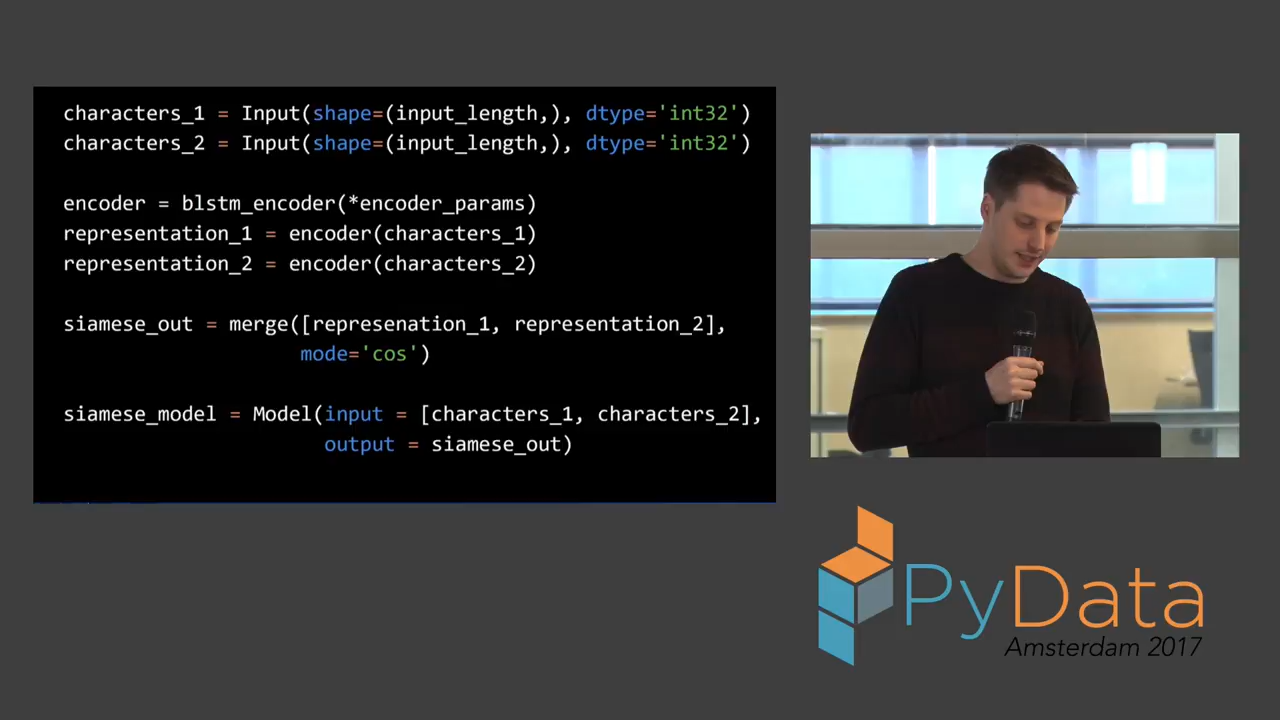 characters_1 = Input(shape=(input_length,), dtype='int32')
characters_2 = Input(shape=(input_length,), dtype='int32')
encoder = blstm_encoder(*encoder_params)
representation_1 = encoder(characters_1)
representation_2 = encoder(characters_2)
siamese_out = merge([represenation_1, representation_2],
mode='cos')
siamese_model = Model(input = [characters_1, characters_2],
output = siamese_out)
PyData
Amsterdam 2017